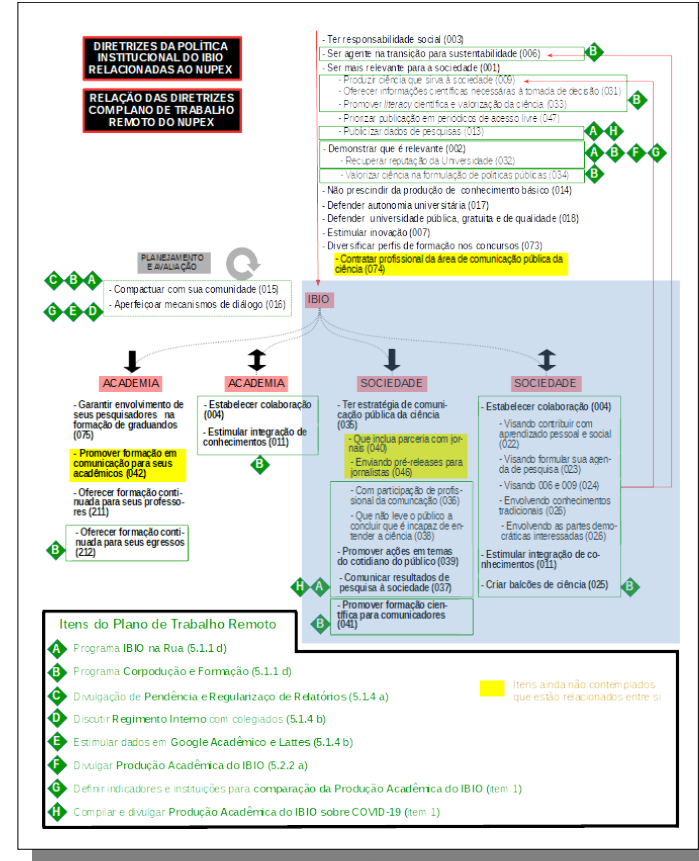 DIRETRIZES DA POLÍTICA
INSTITUCIONAL DO IBIO
RELACIONADAS AO NUPEX
RELAÇÃO DAS DIRETRIZES
COM PLANO DE TRABALHO
REMOTO DO NUPEX
- Ter responsabilidade social (003)
- Ser agente na transição para sustentabilidade (006)
B
- Ser mais relevante para a sociedade (001)
- Produzir ciência que sirva à sociedade (009)
- Oferecer informações científicas necessáras à tomada de decisão (031)
- Promover literacy científica e valorização da ciência (033)
B
- Priorizar publicação em periódicos de acesso livre (047)
- Publicizar dados de pesquisas (013)
A H
- Demonstrar que é relevante (002)
A B F G
- Recuperar reputação da Universidade (032)
- Valorizar ciência na formulação de políticas públicas (034)
B
- Não prescindir da produção de conhecimento básico (014)
- Defender autonomia universitária (017)
- Defender universidade pública, gratuita e de qualidade (018)
- Estimular inovação (007)
- Diversificar perfis de formação nos concursos (073)
- Contratar profissional da área de comunicação pública da
ciência (074)
PLANEJAMENTO
E AVALIAÇÃO
C B A
- Compactuar com sua comunidade (015)
- Aperfeiçoar mecanismos de diálogo (016)
G E D
IBIO
ACADEMIA
- Garantir envolvimento de
seus pesquisadores na
formação de graduandos
(075)
- Promover formação em
comunicação para seus
acadêmicos (042)
- Oferecer formação conti-
nuada para seus professo-
res (211)
- Oferecer formação conti-
nuada para seus egressos
(212)
B
ACADEMIA
- Estabelecer colaboração
(004)
- Estimular integração de
conhecimentos (011)
B
SOCIEDADE
- Ter estratégia de comuni-
cação pública da ciência
(035)
- Que inclua parceria com jor-
nais (040)
- Enviando pré-releases para
jornalistas (046)
- Com participação de profis-
sional da comuncação (036)
- Que não leve o público a
concluir que é incapaz de en-
tender a ciência (038)
- Promover ações em temas
do cotidiano do público (039)
- Comunicar resultados de
pesquisa à sociedade (037)
H A
- Promover formação cien-
tífica para comunicadores
(041)
B
SOCIEDADE
- Estabelecer colaboração (004)
- Visando contribuir com
aprendizado pessoal e social
(022)
- Visando formular sua agen-
da de pesquisa (023)
- Visando 006 e 009 (024)
- Envolvendo conhecimentos
tradicionais (026)
- Envolvendo as partes demo-
cráticas interessadas (026)
- Estimular integração de co-
nhecimentos (011)
- Criar balcões de ciência (025)
B
Itens do Plano de Trabalho Remoto
A Programa IBIO na Rua (5.1.1 d)
B Programa Corpodução e Formação (5.1.1 d)
C Divulgação de Pendência e Regularizaço de Relatórios (5.1.4 a)
D Discutir Regimento Interno com colegiados (5.1.4 b)
E Estimular dados em Google Acadêmico e Lattes (5.1.4 b)
F Divulgar Produção Acadêmica do IBIO (5.2.2 a)
G Definir indicadores e instituições para comparação da Produção Acadêmica do IBIO (item 1)
H Compilar e divulgar Produção Acadêmica do IBIO sobre COVID-19 (item 1)
Itens ainda não contemplados
que estão relacionados entre si